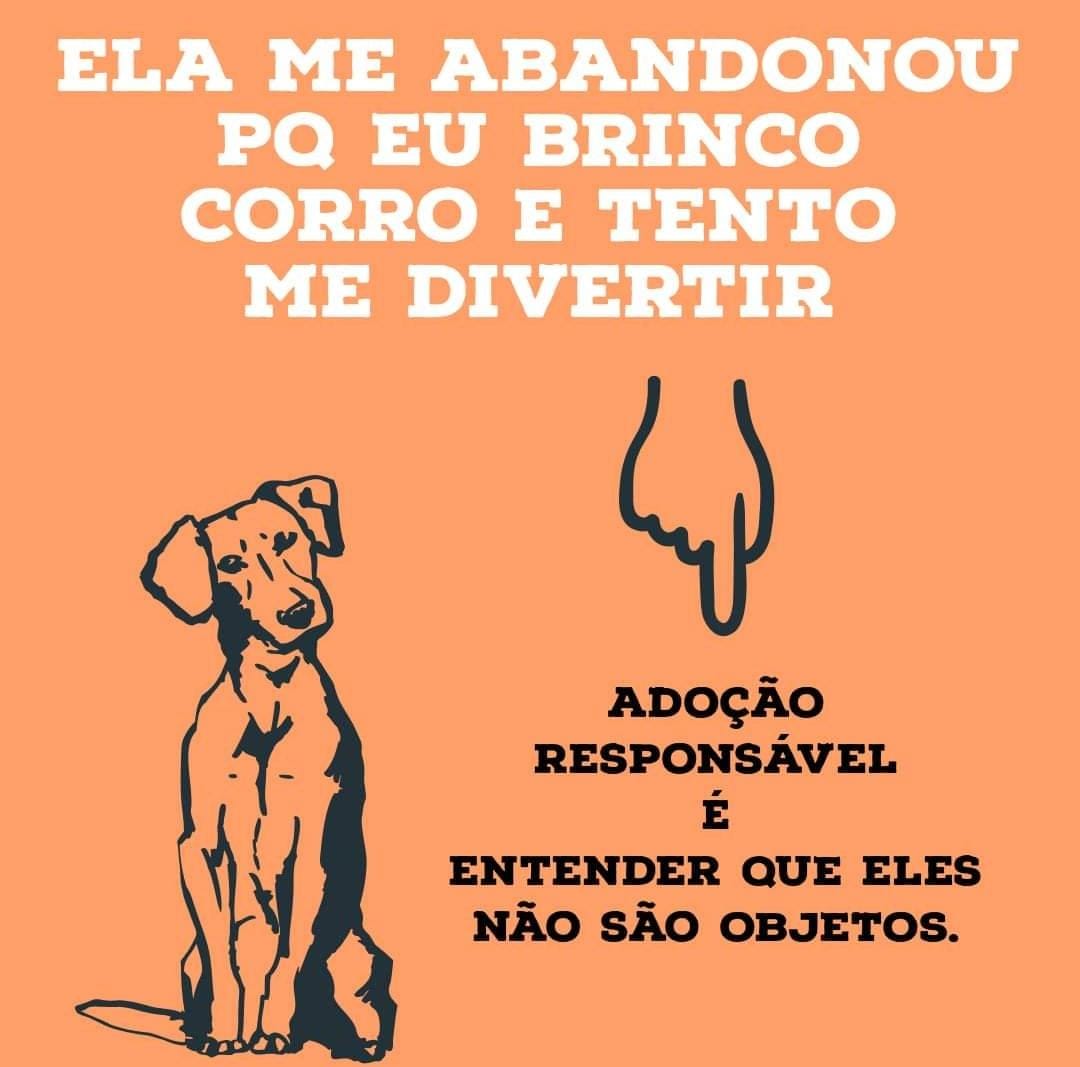 ELA ME ABANDONOU
PQ EU BRINCO
CORRO E TENTO
ME DIVERTIR
ADOÇÃO
RESPONSÁVEL
É
ENTENDER QUE ELES
NÃO SÃO OBJETOS.